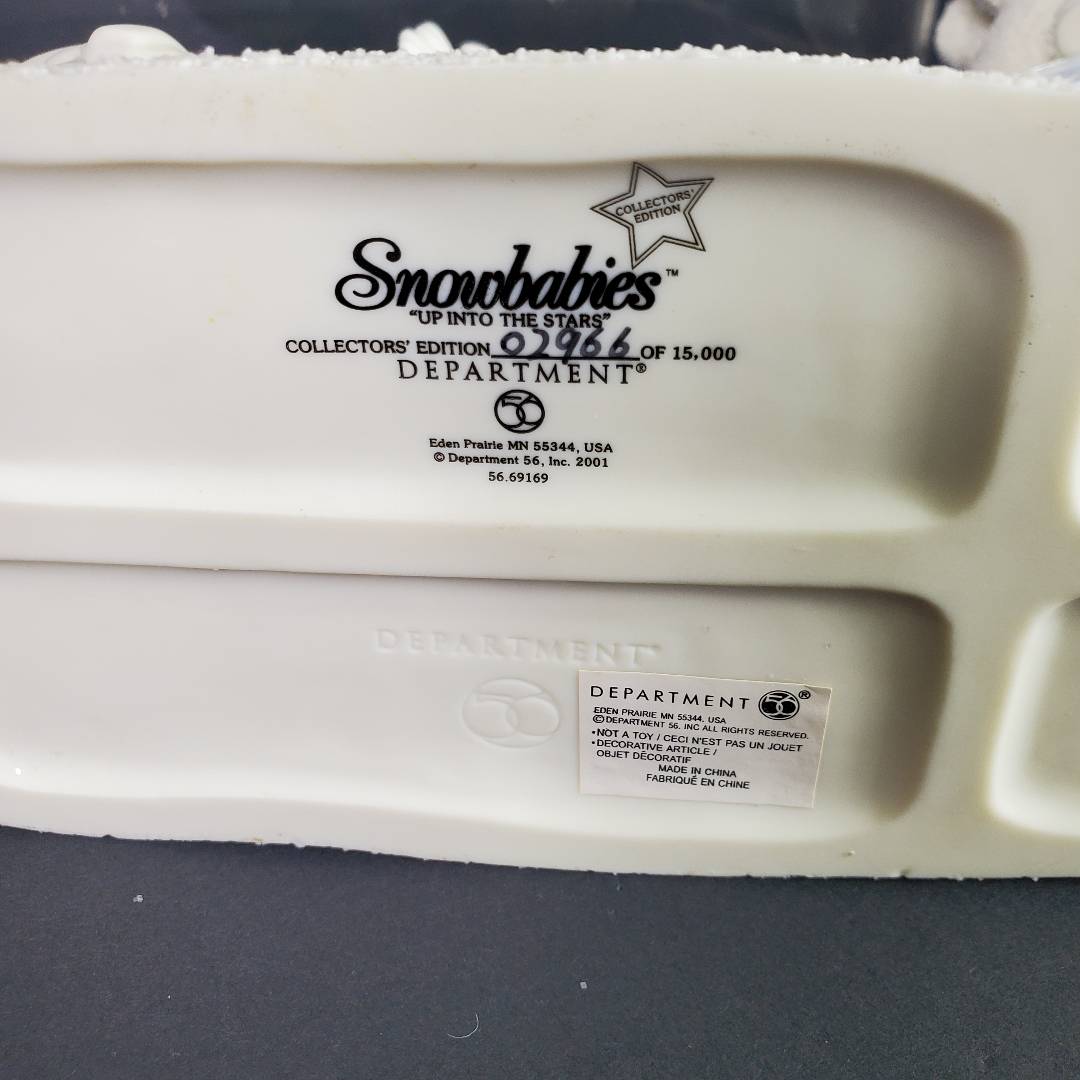 COLLECTORS'
EDITION
Snowbabies™
"UP INTO THE STARS"
COLLECTORS' EDITION 02966 OF 15,000
DEPARTMENT®
56
Eden Prairie MN 55344, USA
© Department 56, Inc. 2001
56.69169
DEPARTMENT®
56
DEPARTMENT 56®
EDEN PRAIRIE MN 55344, USA
©DEPARTMENT 56, INC ALL RIGHTS RESERVED.
•NOT A TOY / CECI N'EST PAS UN JOUET
•DECORATIVE ARTICLE /
OBJET DÉCORATIF
MADE IN CHINA
FABRIQUÉ EN CHINE